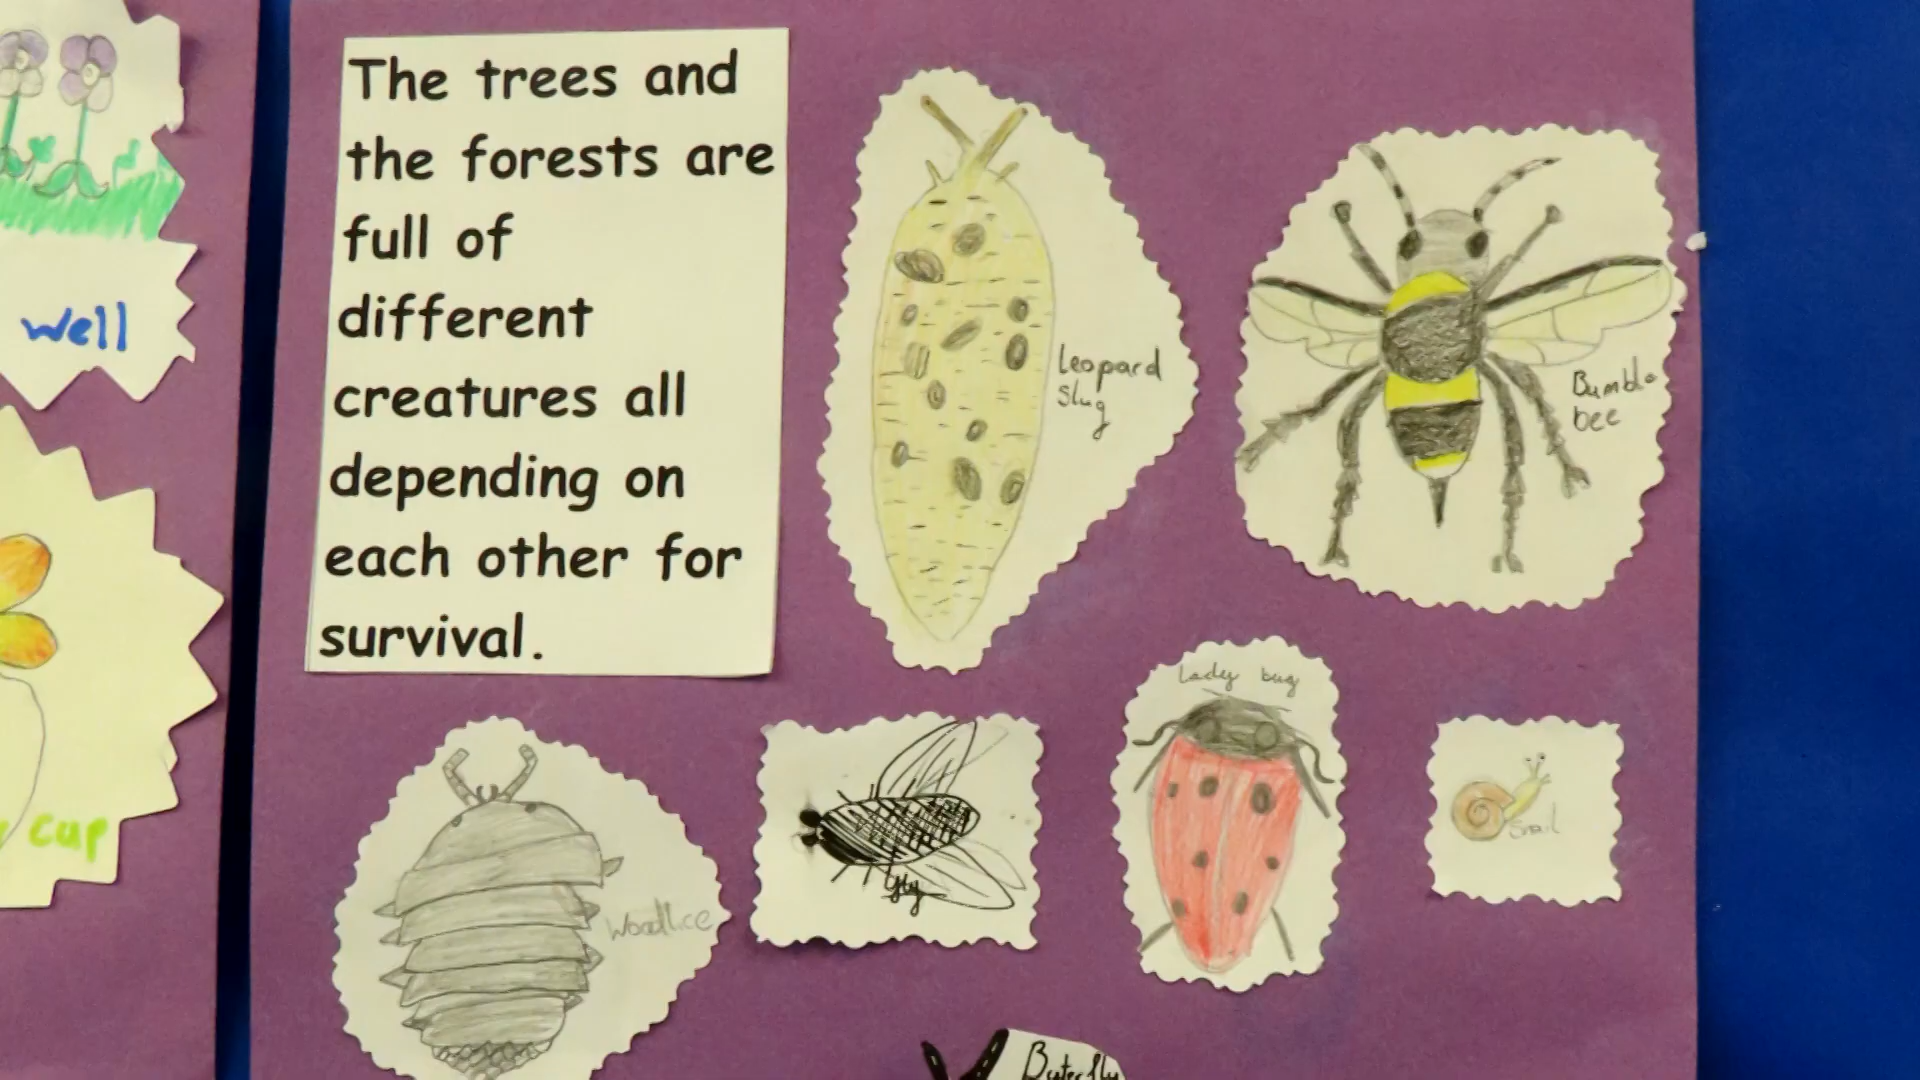 The trees and
the forests are
full of
different
creatures all
depending on
each other for
survival.
Leopard
Slug
Bumble
bee
Lady bug
Woodlice
fly
Snail
Butterfly
well
cup